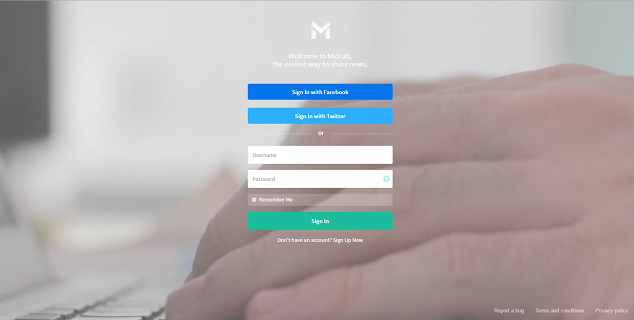 Welcome to Midrub,
the easiest way to share news.
Sign In with Facebook
Sign In with Twitter
or
Username
Password
Remember Me
Sign In
Don't have an account? Sign Up Now
Report a bug Terms and conditions Privacy policy